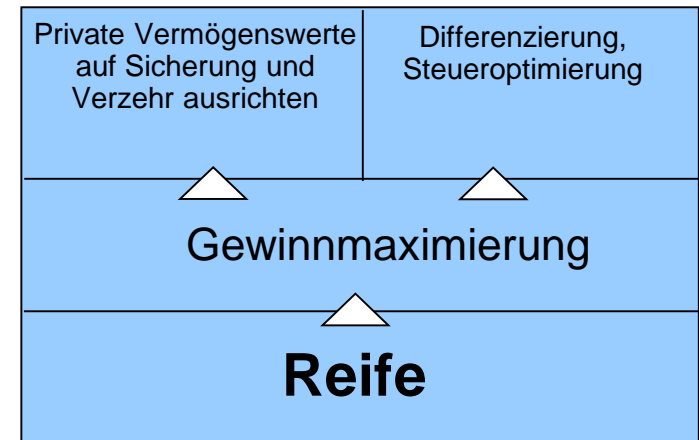 Private Vermögenswerte
auf Sicherung und
Verzehr ausrichten
Differenzierung,
Steueroptimierung
Gewinnmaximierung
Reife